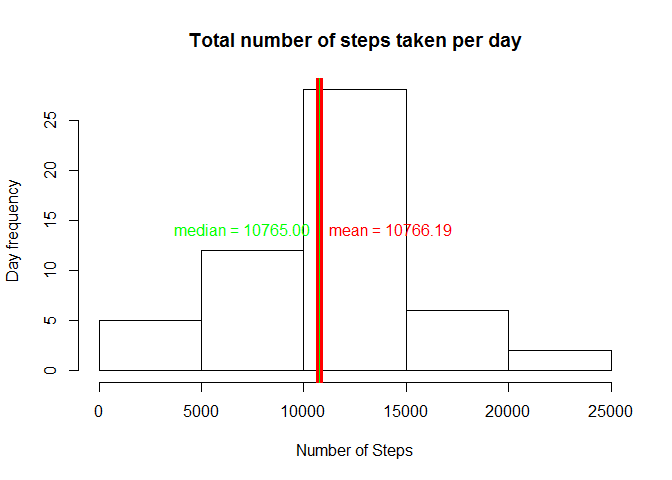 Total number of steps taken per day
25
20
15
10
5
0
Day frequency
median = 10765.00 mean = 10766.19
0 5000 10000 15000 20000 25000
Number of Steps